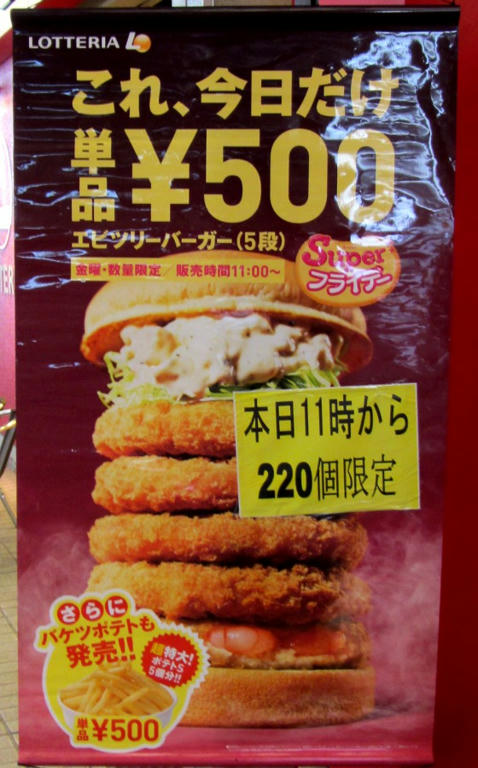 LOTTERIA
これ、今日だけ
単品 ¥500
エビツリーバーガー(5段)
金曜・数量限定／販売時間11:00〜
Super
フライデー
本日11時から
220個限定
さらに
バケツポテトも
発売!!
超特大!
ポテトS
5個分!!
単品 ¥500